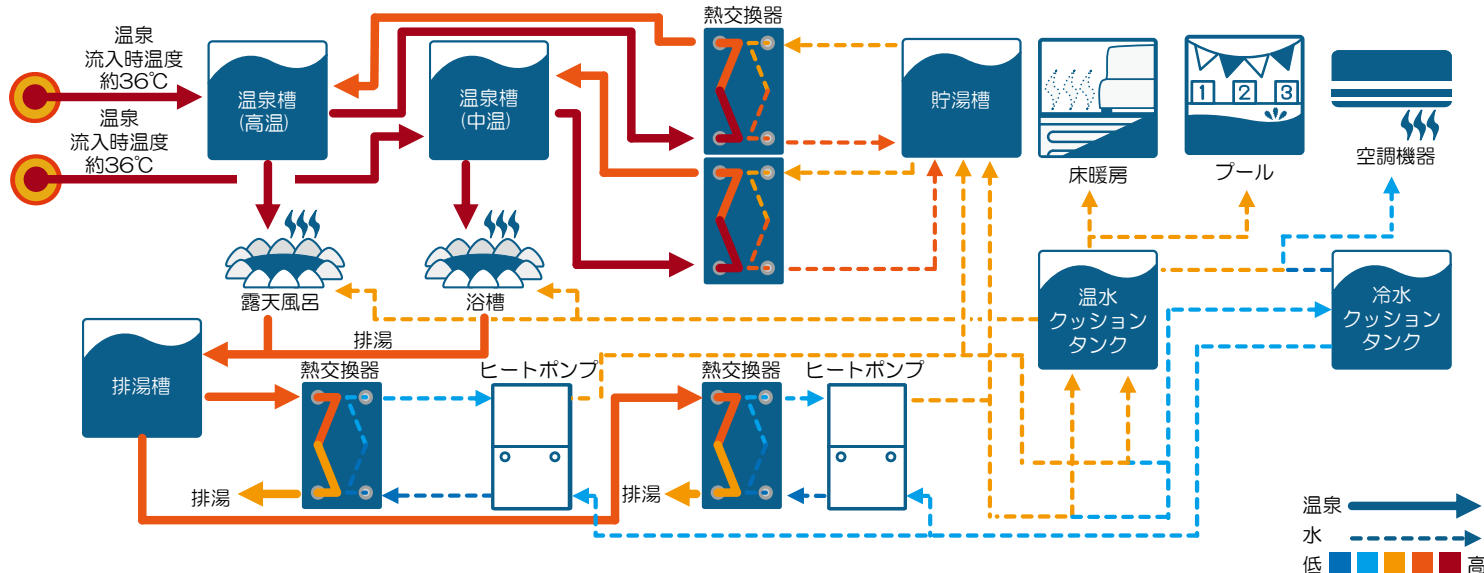 温泉
流入時温度
約36℃
温泉
流入時温度
約36℃
温泉槽
(高温)
温泉槽
(中温)
熱交換器
貯湯槽
床暖房
1 2 3
プール
空調機器
露天風呂
浴槽
温水
クッション
タンク
冷水
クッション
タンク
排湯
排湯槽
熱交換器
ヒートポンプ
熱交換器
ヒートポンプ
排湯
排湯
温泉
水
低
高